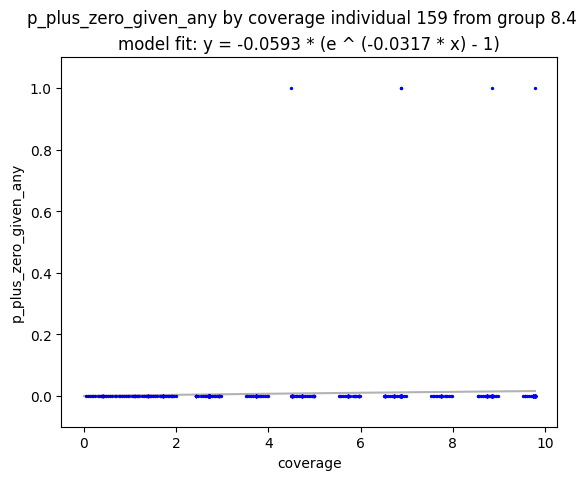 p_plus_zero_given_any by coverage individual 159 from group 8.4
model fit: y = -0.0593 * (e ^ (-0.0317 * x) - 1)
p_plus_zero_given_any
1.0
0.8
0.6
0.4
0.2
0.0
0 2 4 6 8 10
coverage